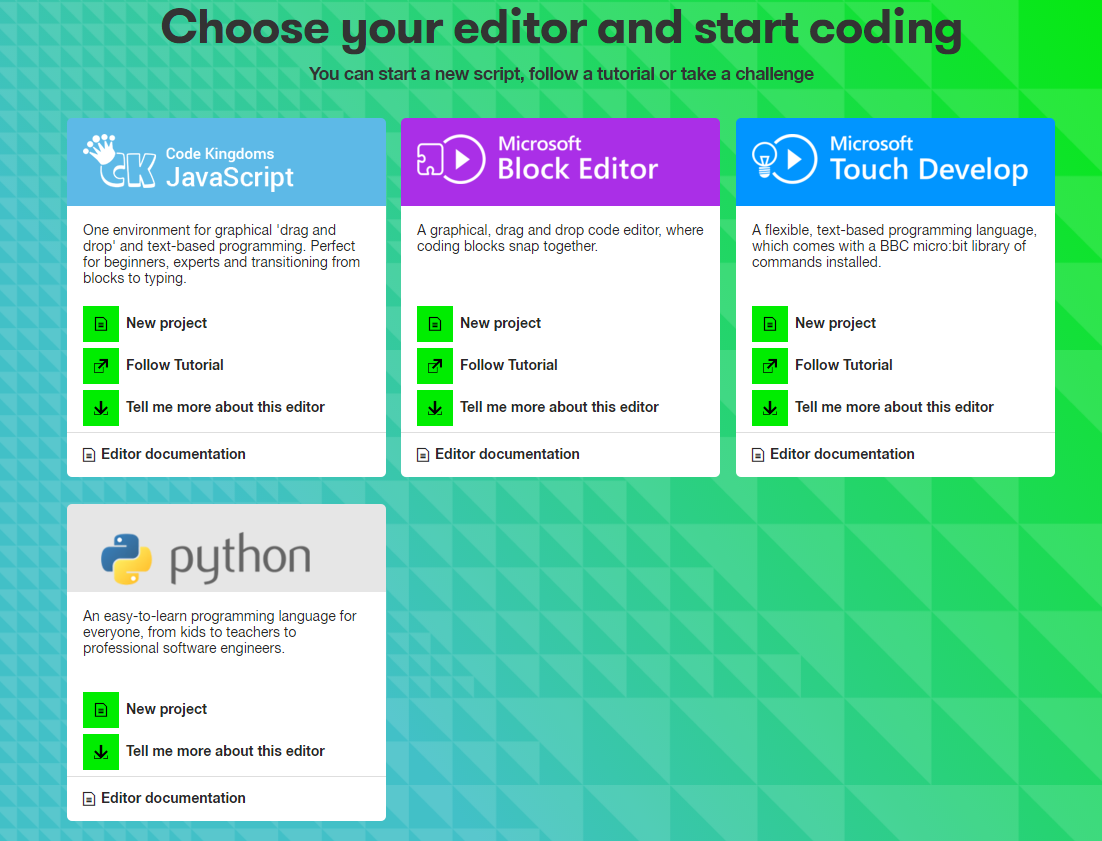 Choose your editor and start coding
You can start a new script, follow a tutorial or take a challenge
CK
Code Kingdoms
JavaScript
One environment for graphical 'drag and
drop' and text-based programming. Perfect
for beginners, experts and transitioning from
blocks to typing.
New project
Follow Tutorial
Tell me more about this editor
Editor documentation
Microsoft
Block Editor
A graphical, drag and drop code editor, where
coding blocks snap together.
New project
Follow Tutorial
Tell me more about this editor
Editor documentation
Microsoft
Touch Develop
A flexible, text-based programming language,
which comes with a BBC micro:bit library of
commands installed.
New project
Follow Tutorial
Tell me more about this editor
Editor documentation
python
An easy-to-learn programming language for
everyone, from kids to teachers to
professional software engineers.
New project
Tell me more about this editor
Editor documentation